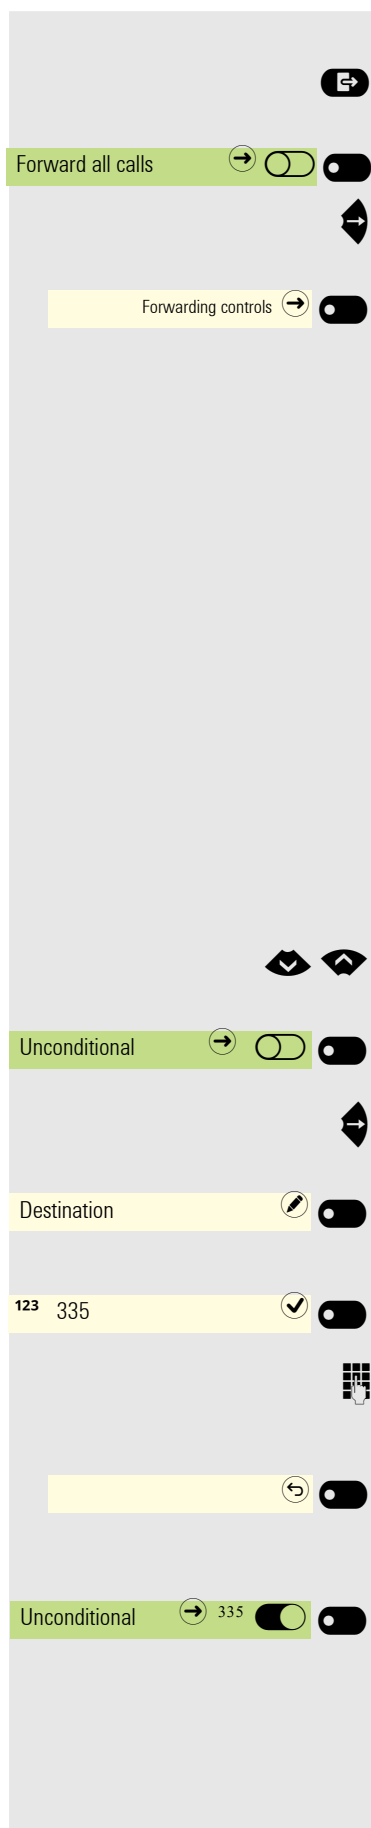 Forward all calls
Forwarding controls
Unconditional
Destination
123 335
Unconditional 335